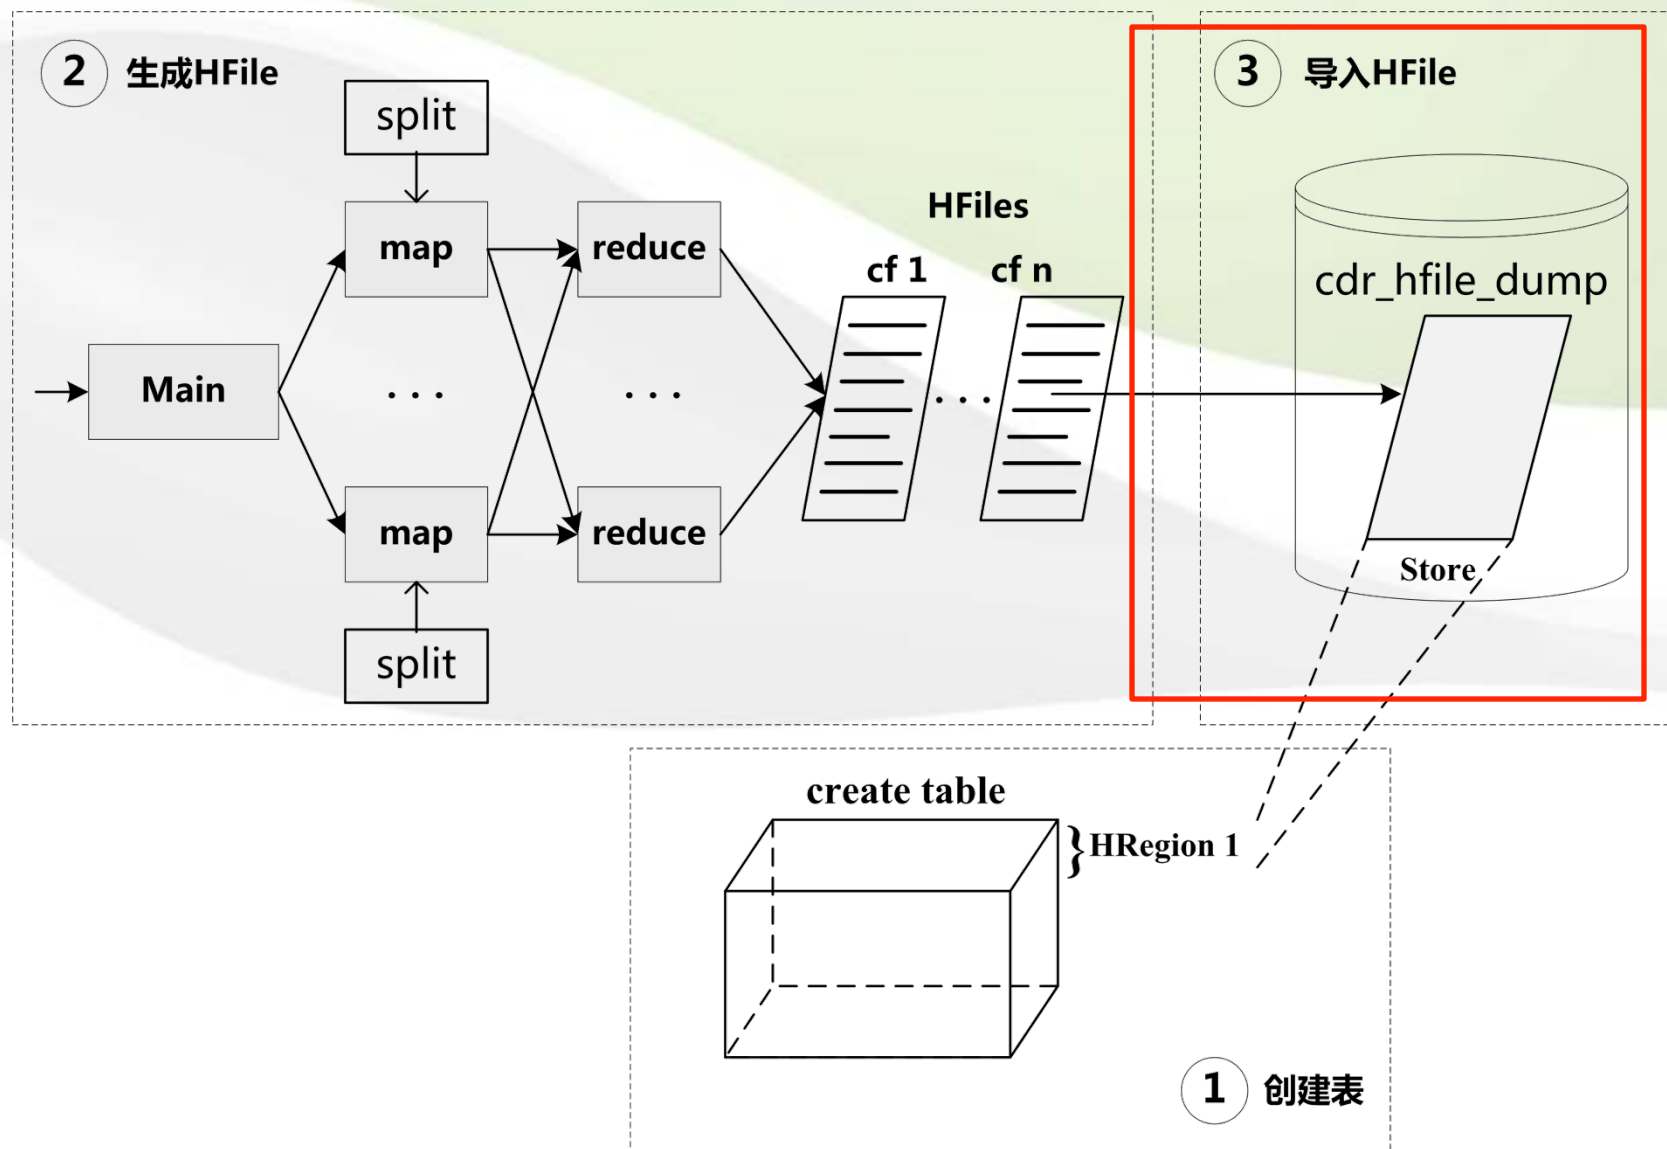 2 生成HFile
split
map
reduce
Main
. . .
. . .
map
reduce
split
HFiles
cf 1
cf n
. . .
3 导入HFile
cdr_hfile_dump
Store
create table
} HRegion 1
1 创建表